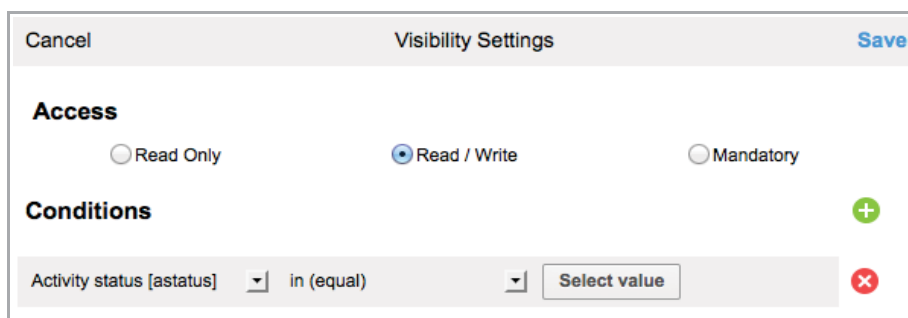 Cancel Visibility Settings Save
Access
Read Only Read / Write Mandatory
Conditions
Activity status [astatus] in (equal) Select value